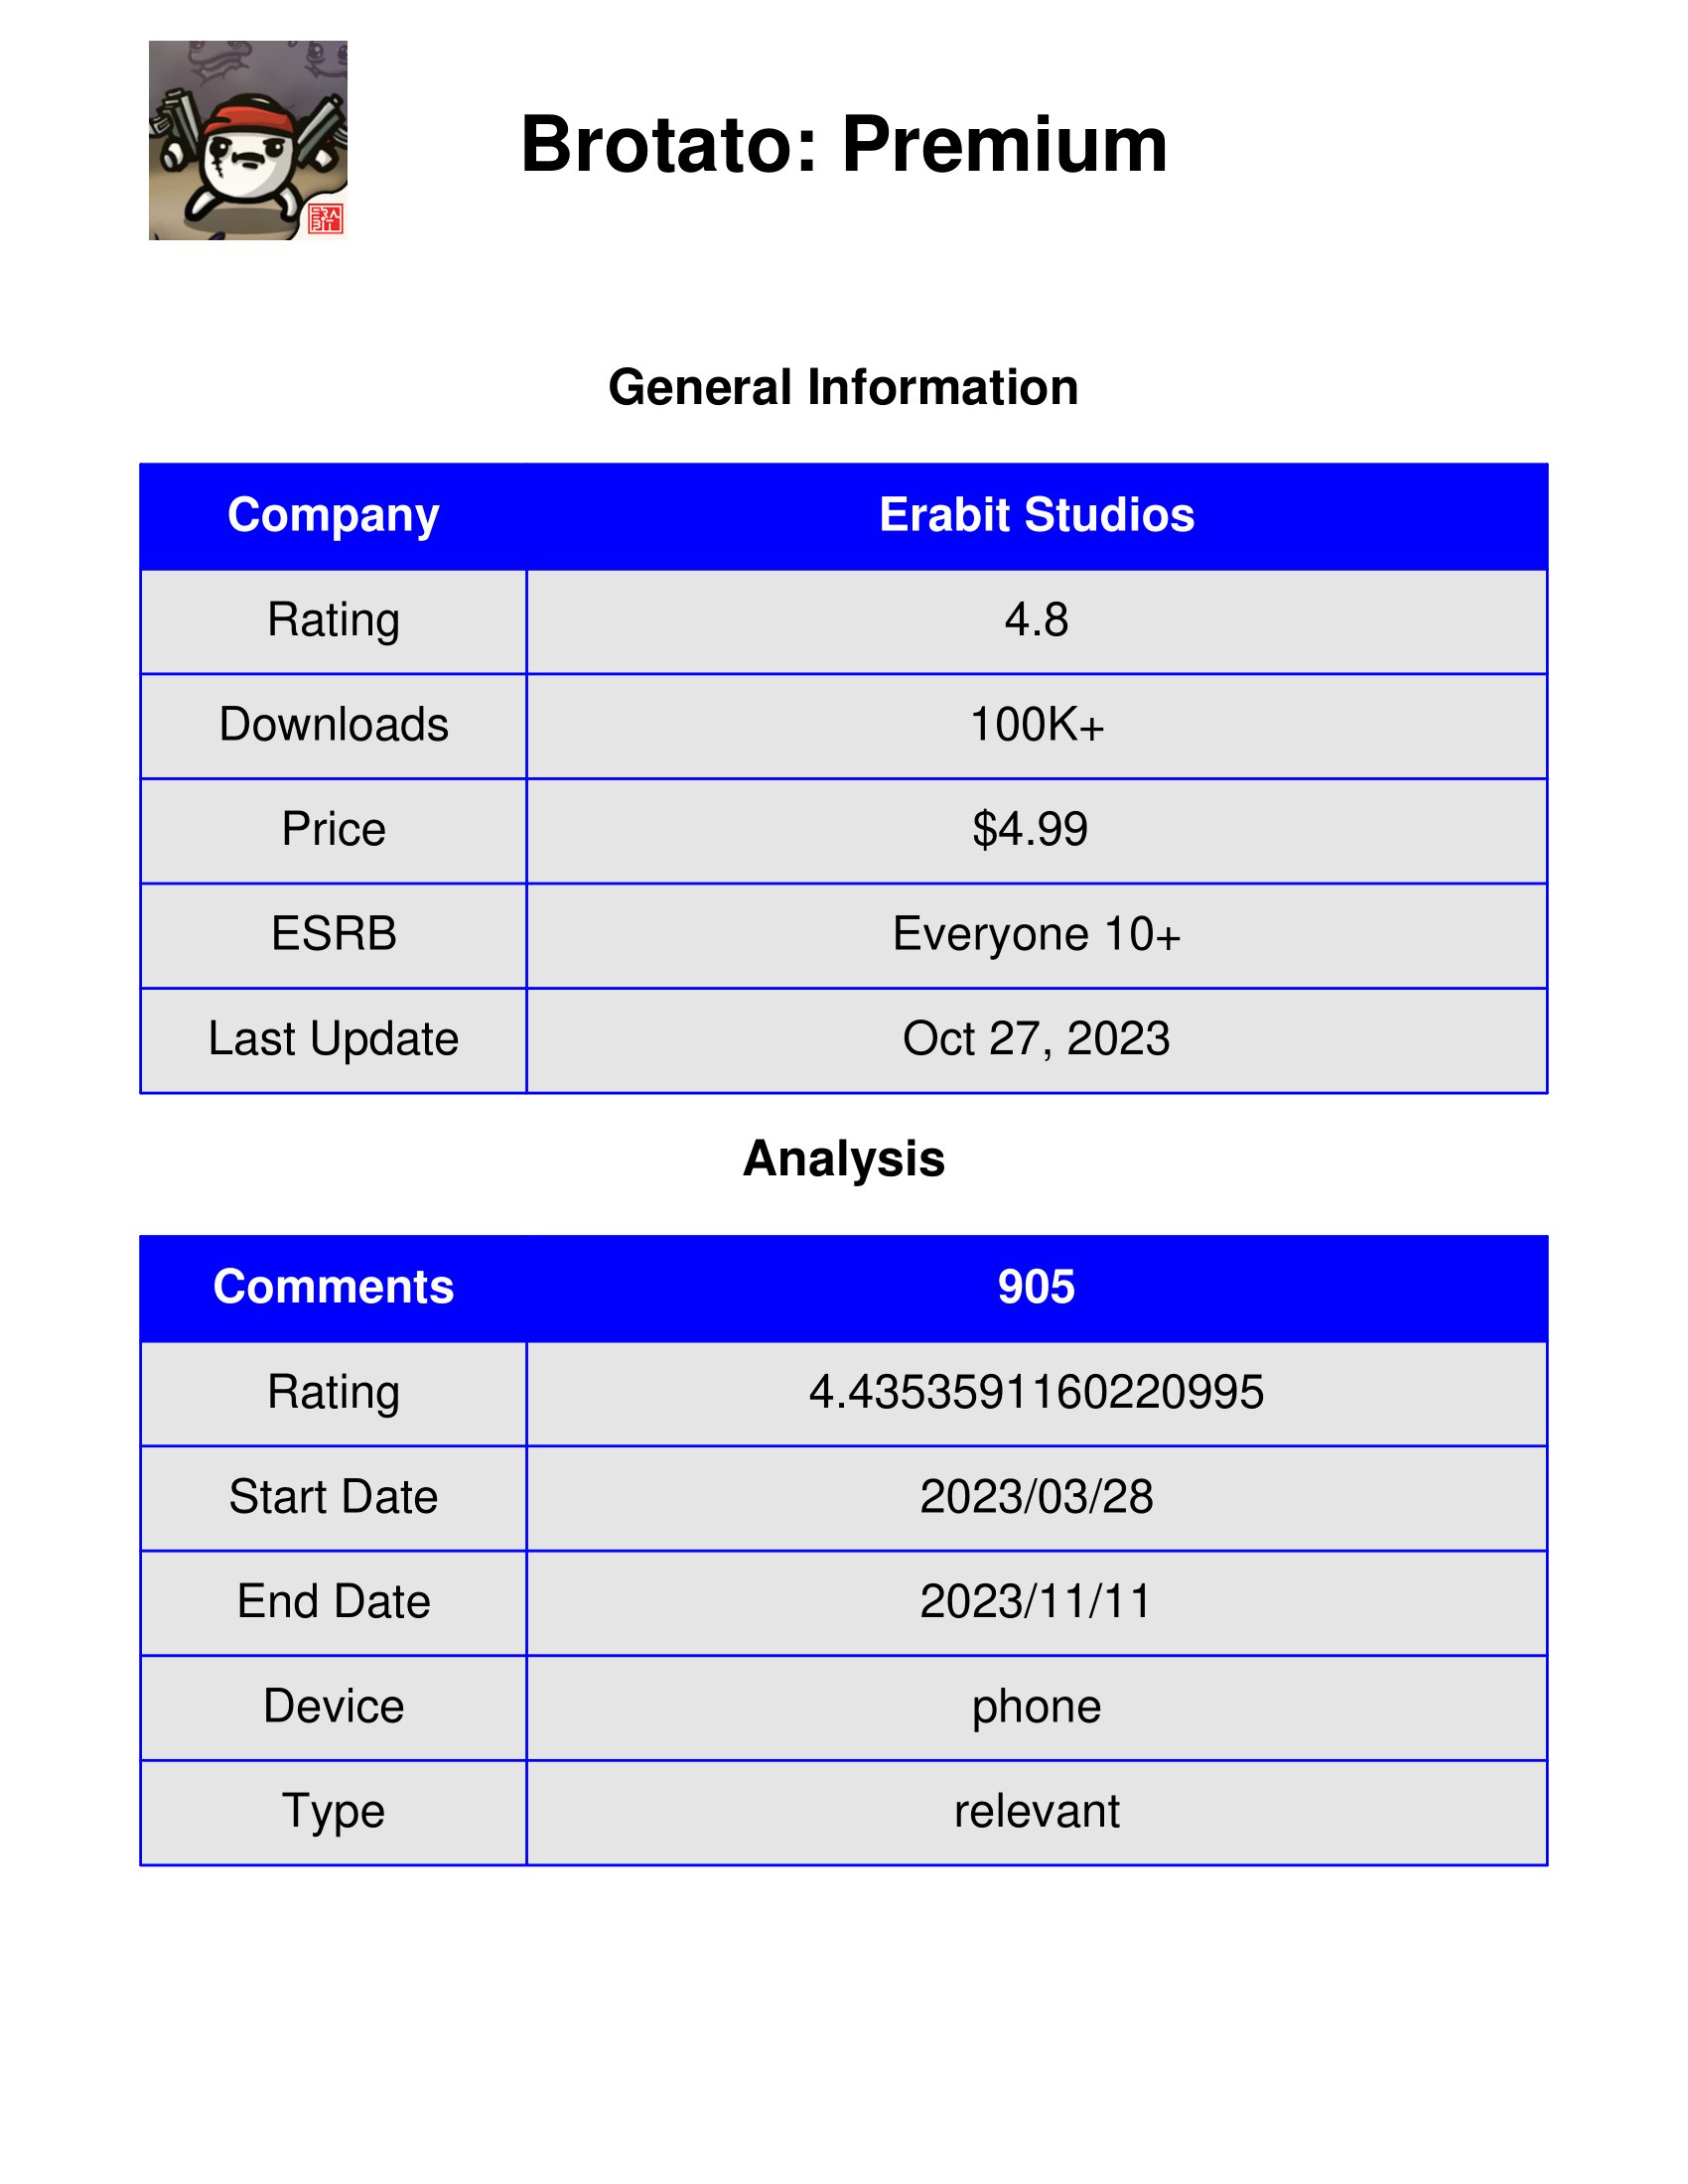 Brotato: Premium
General Information
Company Erabit Studios
Rating 4.8
Downloads 100K+
Price $4.99
ESRB Everyone 10+
Last Update Oct 27, 2023
Analysis
Comments 905
Rating 4.4353591160220995
Start Date 2023/03/28
End Date 2023/11/11
Device phone
Type relevant